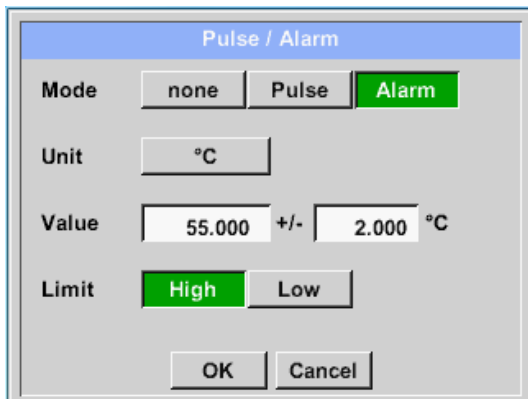 Pulse / Alarm
Mode none Pulse Alarm
Unit °C
Value 55.000 +/- 2.000 °C
Limit High Low
OK Cancel